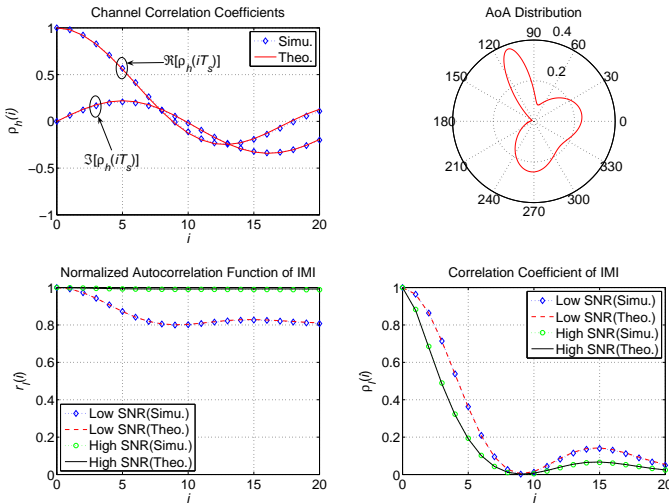 Channel Correlation Coefficients
1
0.5
0
−0.5
−1
0 5 10 15 20
ρh(i)
i
ℜ[ρh(iTs)]
ℑ[ρh(iTs)]
Simu.
Theo.
AoA Distribution
90 0.4
120 60
0.2
150 30
180 0
210 330
240 300
270
Normalized Autocorrelation Function of IMI
1
0.8
0.6
0.4
0.2
0
0 5 10 15 20
rI(i)
i
Low SNR(Simu.)
Low SNR(Theo.)
High SNR(Simu.)
High SNR(Theo.)
Correlation Coefficient of IMI
1
0.8
0.6
0.4
0.2
0
0 5 10 15 20
ρI(i)
i
Low SNR(Simu.)
Low SNR(Theo.)
High SNR(Simu.)
High SNR(Theo.)